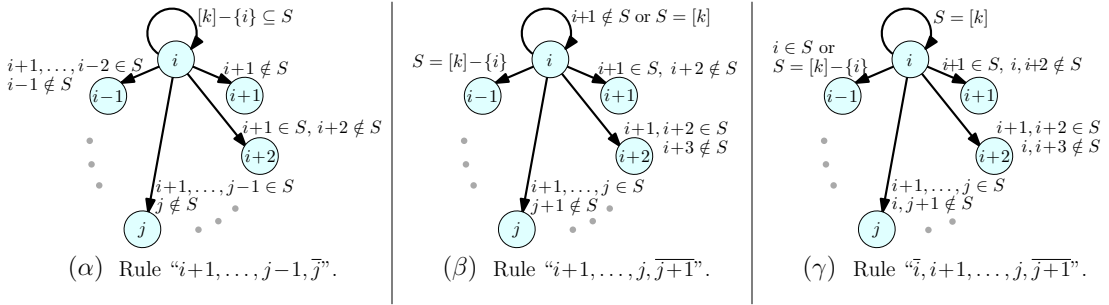 [k]−{i} ⊆ S
i
i+1, …, i−2 ∈ S
i−1 ∉ S
i+1 ∉ S
i−1
i+1
i+1 ∈ S, i+2 ∉ S
i+2
i+1, …, j−1 ∈ S
j ∉ S
j
(α) Rule “i+1, …, j−1, j̅”.
i+1 ∉ S or S = [k]
i
S = [k]−{i}
i+1 ∈ S, i+2 ∉ S
i−1
i+1
i+1, i+2 ∈ S
i+3 ∉ S
i+2
i+1, …, j ∈ S
j+1 ∉ S
j
(β) Rule “i+1, …, j, j̅+̅1̅”.
S = [k]
i
i ∈ S or
S = [k]−{i}
i+1 ∈ S, i, i+2 ∉ S
i−1
i+1
i+1, i+2 ∈ S
i, i+3 ∉ S
i+2
i+1, …, j ∈ S
i, j+1 ∉ S
j
(γ) Rule “i̅, i+1, …, j, j̅+̅1̅”.